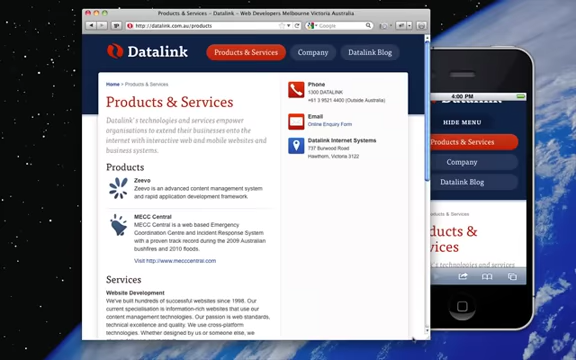 Products & Services - Datalink - Web Developers Melbourne Victoria Australia
http://datalink.com.au/products
Google
Datalink
Products & Services
Company
Datalink Blog
Home > Products & Services
Products & Services
Datalink's technologies and services empower
organisations to extend their businesses onto the
internet with interactive web and mobile websites and
business systems.
Products
Zeevo
Zeevo is an advanced content management system
and rapid application development framework.
MECC Central
MECC Central is a web based Emergency
Coordination Centre and Incident Response System
with a proven track record during the 2009 Australian
bushfires and 2010 floods.
Visit http://www.mecccentral.com
Services
Website Development
We've built hundreds of successful websites since 1998. Our
current specialisation is information-rich websites that use our
content management technologies. Our passion is web standards,
technical excellence and quality. We use cross-platform
technologies. Whether designed by us or someone else, we
Phone
1300 DATALINK
+61 3 9521 4400 (Outside Australia)
Email
Online Enquiry Form
Datalink Internet Systems
737 Burwood Road
Hawthorn, Victoria 3122
4:00 PM
Datalink
HIDE MENU
Products & Services
Company
Datalink Blog
Products & Services
ucts &
vices
's technologies and services